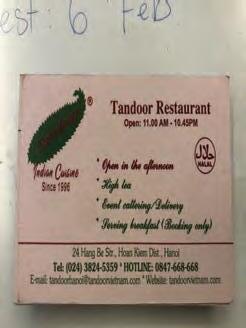 est: 6 Feb
Tandoor Restaurant
Open: 11.00 AM - 10.45PM
Tandoor ®
Indian Cuisine
Since 1996
حلال
HALAL
* Open in the afternoon
* High tea
* Event catering/Delivery
* Serving breakfast (Booking only)
24 Hang Be Str., Hoan Kiem Dist., Hanoi
Tel: (024) 3824-5359 * HOTLINE: 0847-668-668
E-mail: tandoorhanoi@tandoorvietnam.com * Website: tandoorvietnam.com